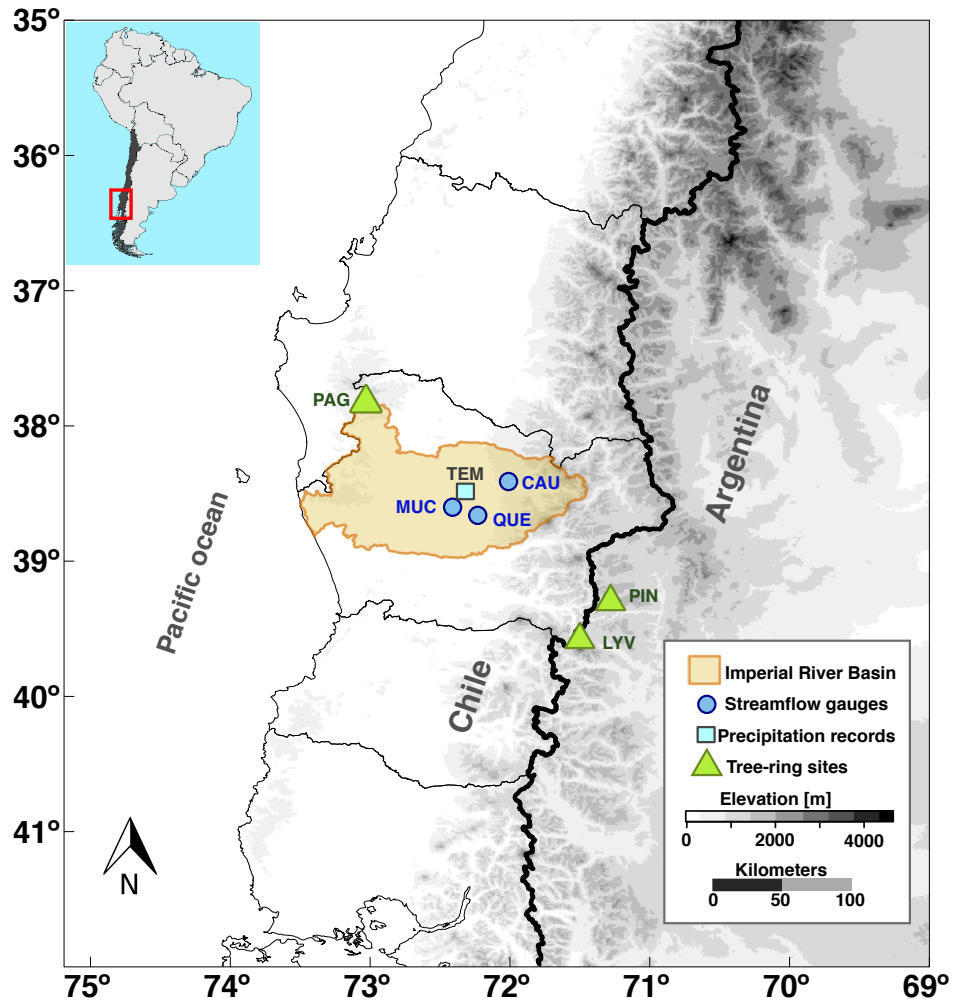 35º
36º
37º
38º
39º
40º
41º
75º
74º
73º
72º
71º
70º
69º
PAG
TEM
CAU
MUC
QUE
PIN
LYV
Pacific ocean
Argentina
Chile
N
Imperial River Basin
Streamflow gauges
Precipitation records
Tree-ring sites
Elevation [m]
0 2000 4000
Kilometers
0 50 100